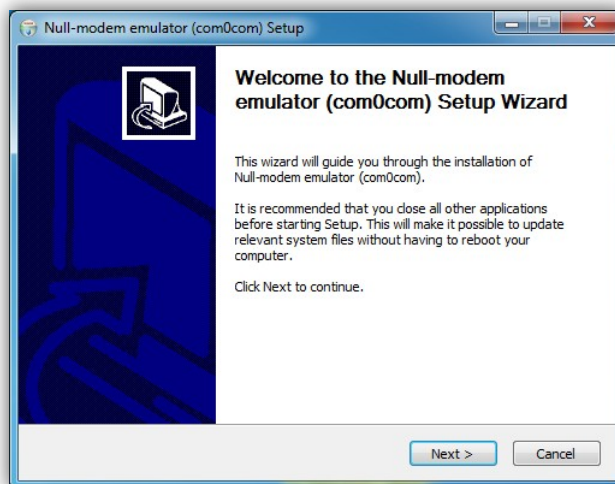 Null-modem emulator (com0com) Setup
Welcome to the Null-modem
emulator (com0com) Setup Wizard
This wizard will guide you through the installation of
Null-modem emulator (com0com).
It is recommended that you close all other applications
before starting Setup. This will make it possible to update
relevant system files without having to reboot your
computer.
Click Next to continue.
Next >
Cancel